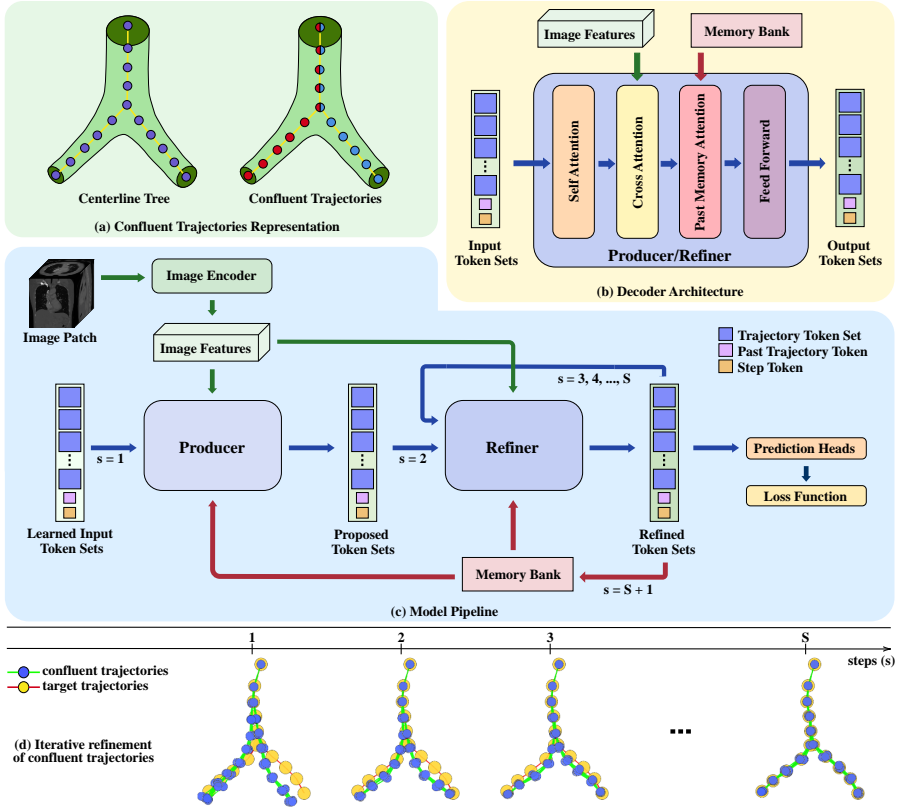 Centerline Tree
Confluent Trajectories
(a) Confluent Trajectories Representation
Image Features
Memory Bank
Self Attention
Cross Attention
Past Memory Attention
Feed Forward
Input
Token Sets
Producer/Refiner
Output
Token Sets
(b) Decoder Architecture
Image Patch
Image Encoder
Image Features
Trajectory Token Set
Past Trajectory Token
Step Token
s = 3, 4, ..., S
s = 1
Producer
s = 2
Refiner
Prediction Heads
Loss Function
Learned Input
Token Sets
Proposed
Token Sets
Refined
Token Sets
Memory Bank
s = S + 1
(c) Model Pipeline
1
2
3
S
steps (s)
confluent trajectories
target trajectories
...
(d) Iterative refinement
of confluent trajectories